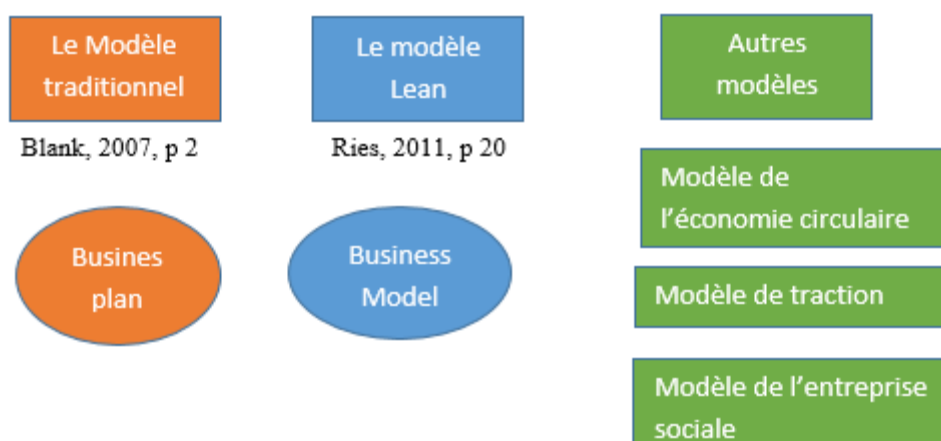 Le Modèle
traditionnel
Blank, 2007, p 2
Busines
plan
Le modèle
Lean
Ries, 2011, p 20
Business
Model
Autres
modèles
Modèle de
l'économie circulaire
Modèle de traction
Modèle de l'entreprise
sociale